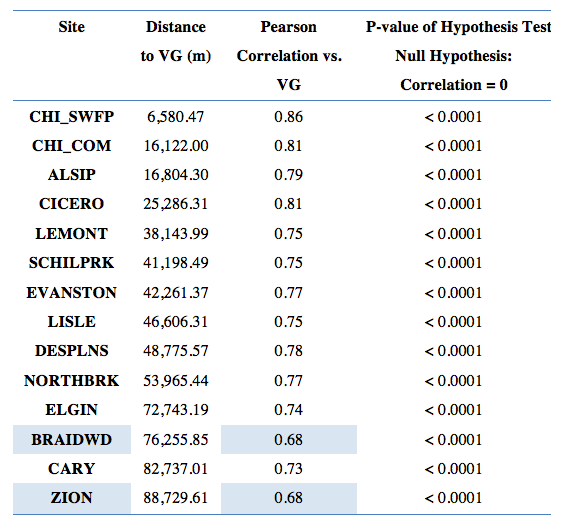 Site Distance Pearson P-value of Hypothesis Test
to VG (m) Correlation vs. Null Hypothesis:
VG Correlation = 0
CHI_SWFP 6,580.47 0.86 < 0.0001
CHI_COM 16,122.00 0.81 < 0.0001
ALSIP 16,804.30 0.79 < 0.0001
CICERO 25,286.31 0.81 < 0.0001
LEMONT 38,143.99 0.75 < 0.0001
SCHILPRK 41,198.49 0.75 < 0.0001
EVANSTON 42,261.37 0.77 < 0.0001
LISLE 46,606.31 0.75 < 0.0001
DESPLNS 48,775.57 0.78 < 0.0001
NORTHBRK 53,965.44 0.77 < 0.0001
ELGIN 72,743.19 0.74 < 0.0001
BRAIDWD 76,255.85 0.68 < 0.0001
CARY 82,737.01 0.73 < 0.0001
ZION 88,729.61 0.68 < 0.0001